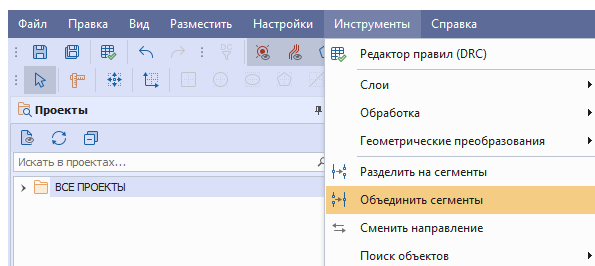 Файл Правка Вид Разместить Настройки Инструменты Справка
Редактор правил (DRC)
Слои
Проекты
Обработка
Геометрические преобразования
Искать в проектах...
Разделить на сегменты
ВСЕ ПРОЕКТЫ
Объединить сегменты
Сменить направление
Поиск объектов